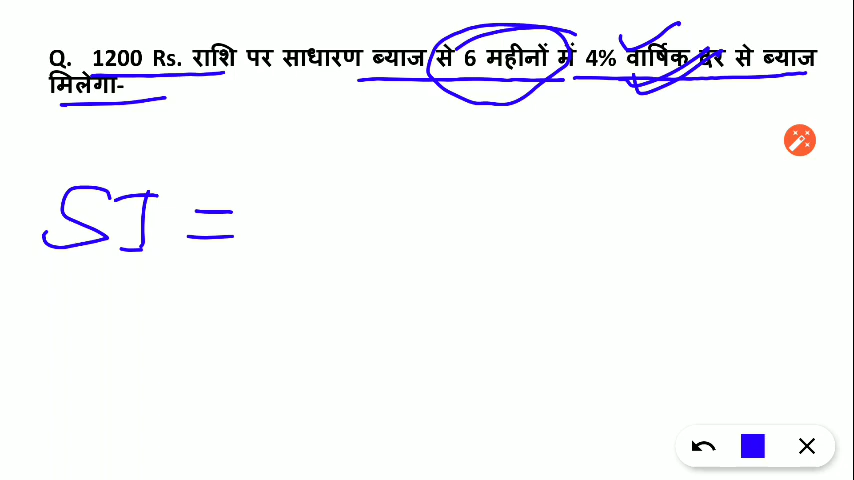 Q. 1200 Rs. राशि पर साधारण ब्याज से 6 महीनों में 4% वार्षिक दर से ब्याज
मिलेगा-
SI =